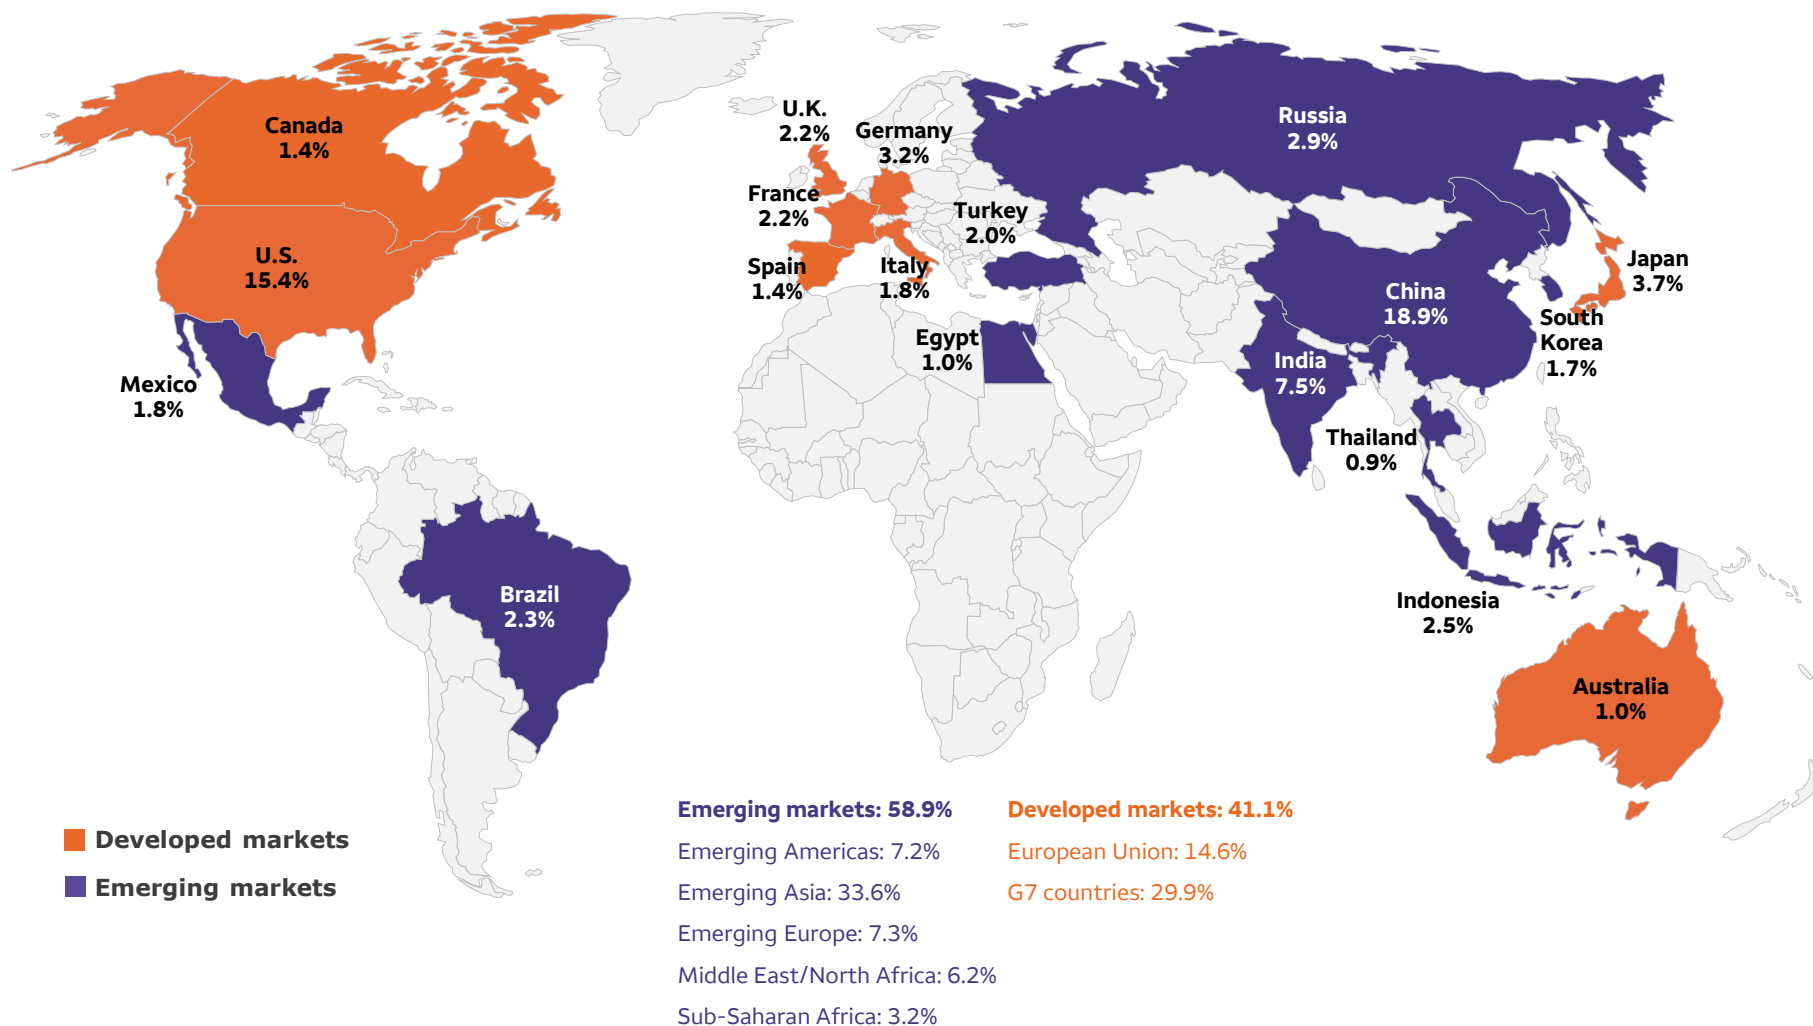 Canada
1.4%
U.S.
15.4%
Mexico
1.8%
Brazil
2.3%
U.K.
2.2%
Germany
3.2%
France
2.2%
Turkey
2.0%
Spain
1.4%
Italy
1.8%
Egypt
1.0%
Russia
2.9%
China
18.9%
Japan
3.7%
South
Korea
1.7%
India
7.5%
Thailand
0.9%
Indonesia
2.5%
Australia
1.0%
Developed markets
Emerging markets
Emerging markets: 58.9%
Emerging Americas: 7.2%
Emerging Asia: 33.6%
Emerging Europe: 7.3%
Middle East/North Africa: 6.2%
Sub-Saharan Africa: 3.2%
Developed markets: 41.1%
European Union: 14.6%
G7 countries: 29.9%